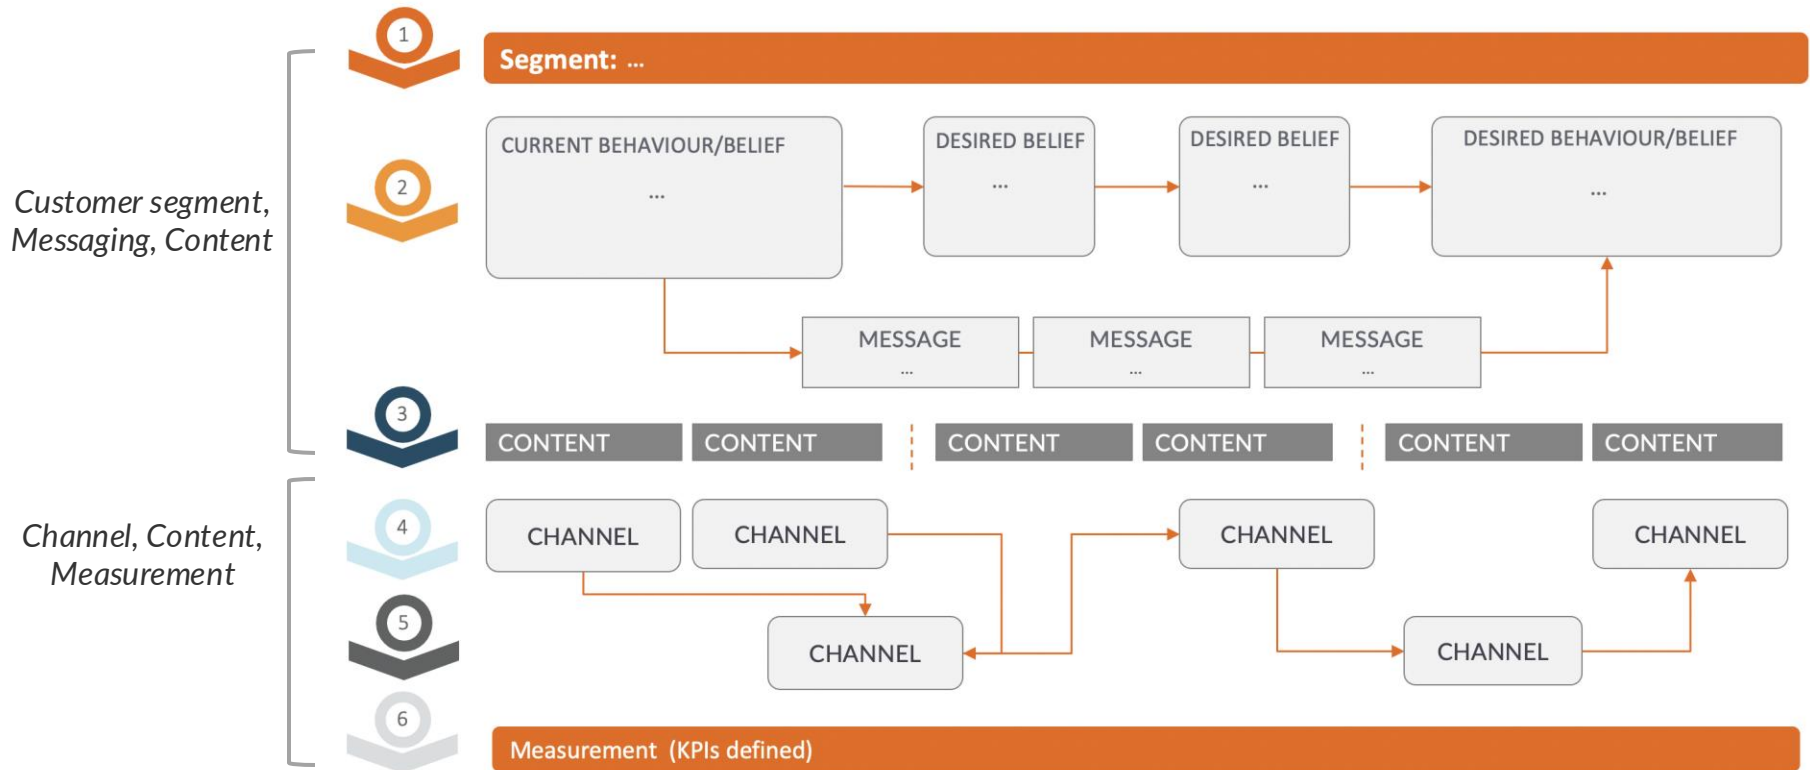 1
Segment: ...
CURRENT BEHAVIOUR/BELIEF
...
DESIRED BELIEF
...
DESIRED BELIEF
...
DESIRED BEHAVIOUR/BELIEF
...
2
Customer segment,
Messaging, Content
MESSAGE
...
MESSAGE
...
MESSAGE
...
3
CONTENT
CONTENT
CONTENT
CONTENT
CONTENT
CONTENT
Channel, Content,
Measurement
4
CHANNEL
CHANNEL
CHANNEL
CHANNEL
5
CHANNEL
CHANNEL
6
Measurement (KPIs defined)